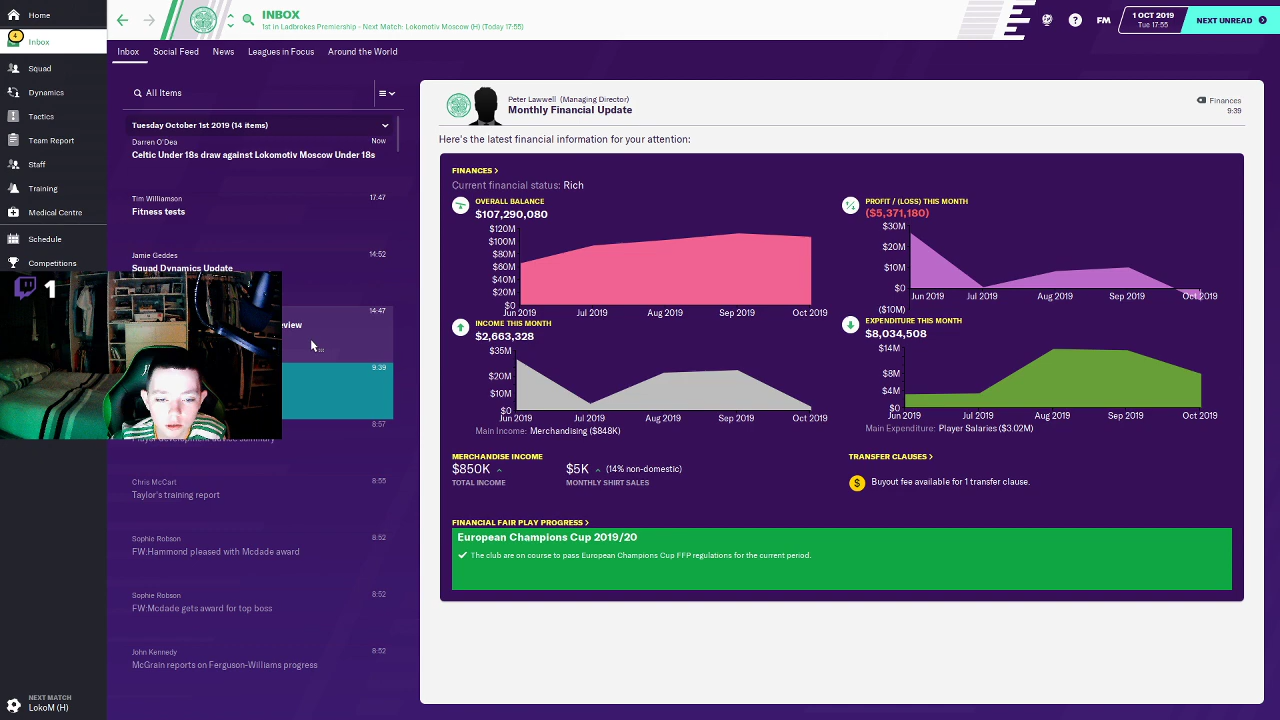 INBOX
1st in Ladbrokes Premiership - Next Match: Lokomotiv Moscow (H) (Today 17:55)
FM
1 OCT 2019
Tue 17:55
NEXT UNREAD
4
Inbox
Squad
Dynamics
Tactics
Team Report
Staff
Training
Medical Centre
Schedule
Competitions
NEXT MATCH
LokoM (H)
Inbox Social Feed News Leagues in Focus Around the World
All Items
Tuesday October 1st 2019 (14 items)
Darren O'Dea Now
Celtic Under 18s draw against Lokomotiv Moscow Under 18s
Tim Williamson 17:47
Fitness tests
Jamie Geddes 14:52
Squad Dynamics Update
14:47
9:39
8:57
Chris McCart 8:55
Taylor's training report
Sophie Robson 8:52
FW:Hammond pleased with Mcdade award
Sophie Robson 8:52
FW:Mcdade gets award for top boss
John Kennedy 8:52
McGrain reports on Ferguson-Williams progress
Peter Lawwell (Managing Director)
Monthly Financial Update
Finances
9:39
Here's the latest financial information for your attention:
FINANCES >
Current financial status: Rich
OVERALL BALANCE
$107,290,080
$120M
$100M
$80M
$60M
$40M
$20M
$0
Jun 2019 Jul 2019 Aug 2019 Sep 2019 Oct 2019
PROFIT / (LOSS) THIS MONTH
($5,371,180)
$30M
$20M
$10M
$0
($10M)
Jun 2019 Jul 2019 Aug 2019 Sep 2019 Oct 2019
INCOME THIS MONTH
$2,663,328
$35M
$20M
$10M
$0
Jun 2019 Jul 2019 Aug 2019 Sep 2019 Oct 2019
Main Income: Merchandising ($848K)
EXPENDITURE THIS MONTH
$8,034,508
$14M
$8M
$4M
$0
Jun 2019 Jul 2019 Aug 2019 Sep 2019 Oct 2019
Main Expenditure: Player Salaries ($3.02M)
MERCHANDISE INCOME
$850K
TOTAL INCOME
$5K (14% non-domestic)
MONTHLY SHIRT SALES
TRANSFER CLAUSES >
$ Buyout fee available for 1 transfer clause.
FINANCIAL FAIR PLAY PROGRESS >
European Champions Cup 2019/20
The club are on course to pass European Champions Cup FFP regulations for the current period.